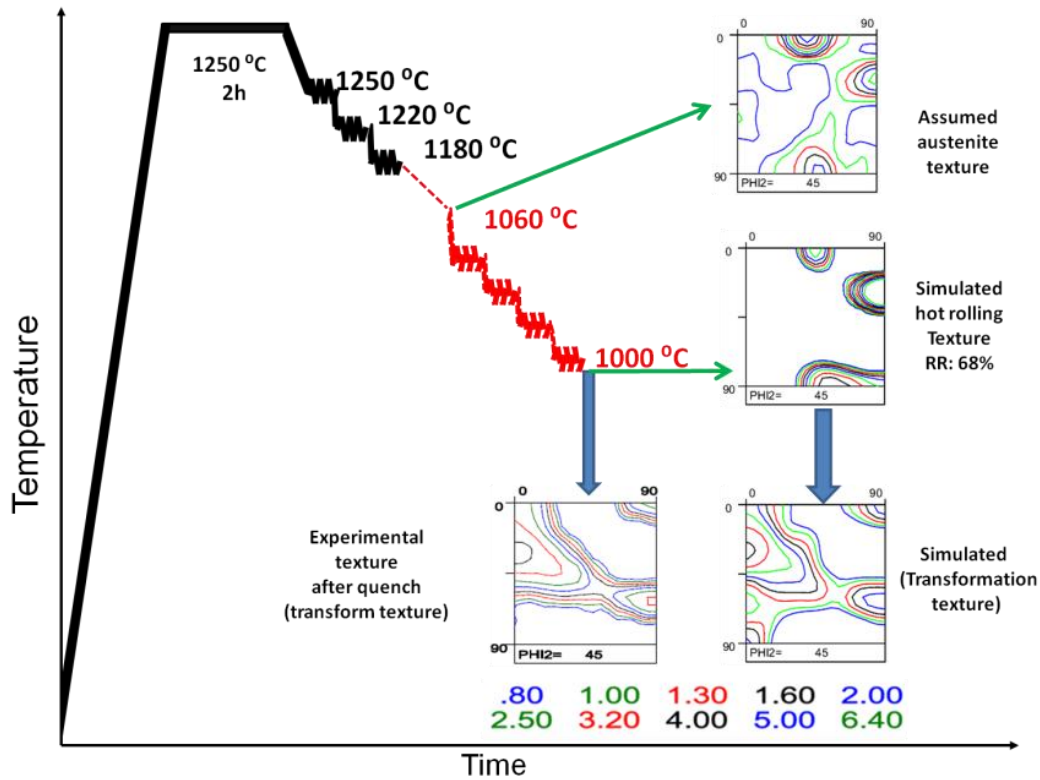 1250 °C
2h
1250 °C
1220 °C
1180 °C
1060 °C
1000 °C
0 90
90
PHI2= 45
Assumed
austenite
texture
0 90
0
90
PHI2= 45
Simulated
hot rolling
Texture
RR: 68%
Experimental
texture
after quench
(transform texture)
0 90
0
90
PHI2= 45
0 90
0
90
PHI2= 45
Simulated
(Transformation
texture)
.80 1.00 1.30 1.60 2.00
2.50 3.20 4.00 5.00 6.40
Temperature
Time